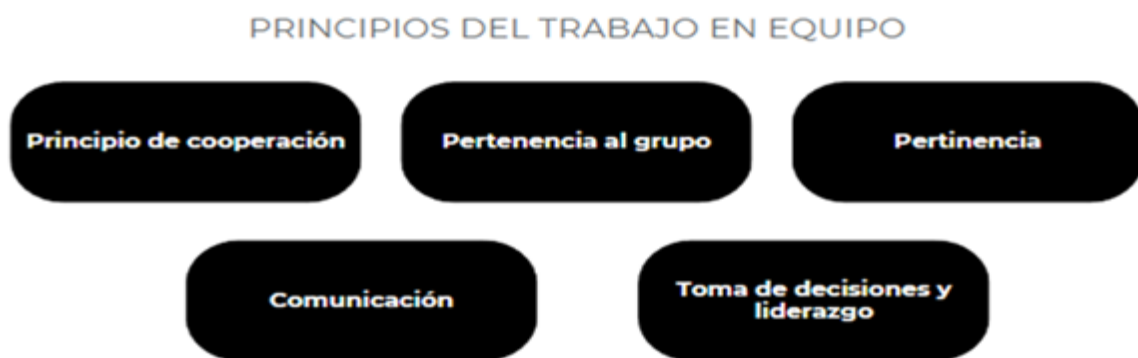 PRINCIPIOS DEL TRABAJO EN EQUIPO
Principio de cooperación
Pertenencia al grupo
Pertinencia
Comunicación
Toma de decisiones y
liderazgo